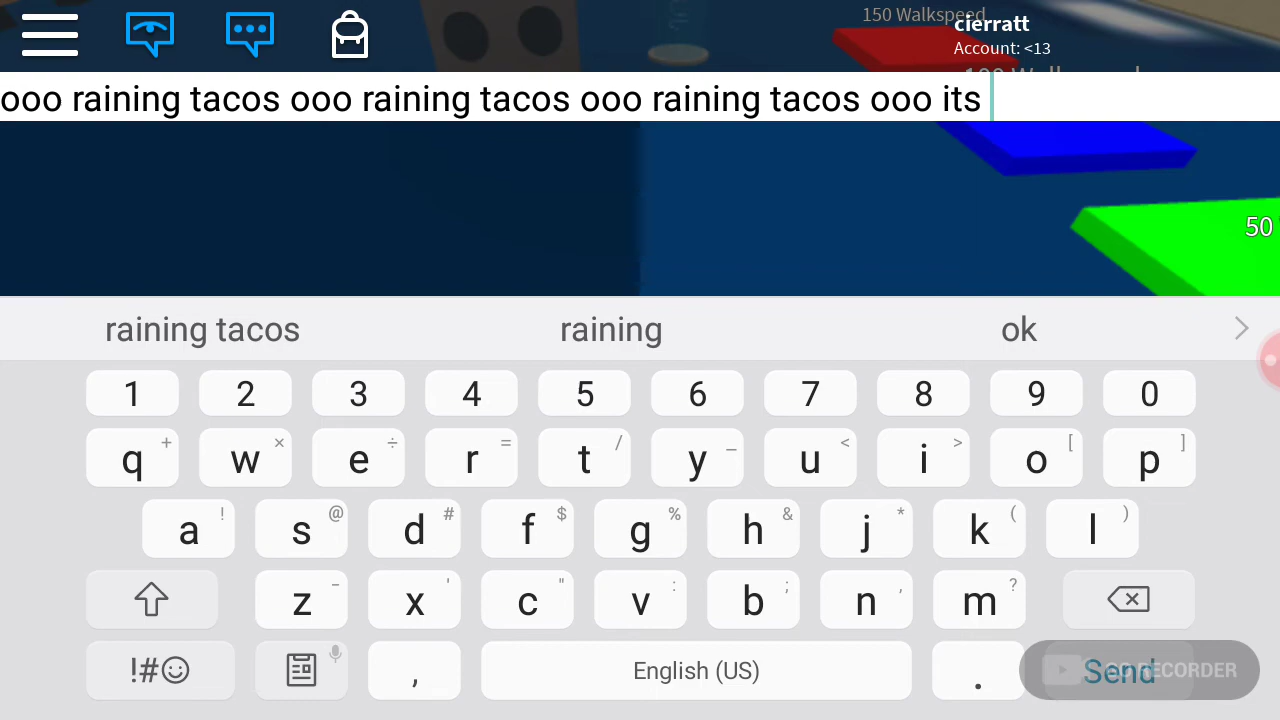 150 Walkspeed
cierratt
Account: <13
ooo raining tacos ooo raining tacos ooo raining tacos ooo its
50
raining tacos raining ok
1 2 3 4 5 6 7 8 9 0
q + w × e ÷ r = t / y _ u < i > o [ p ]
a ! s @ d # f $ g % h & j * k ( l )
z - x ' c " v : b ; n , m ?
!#☺ , English (US) . Send
RECORDER